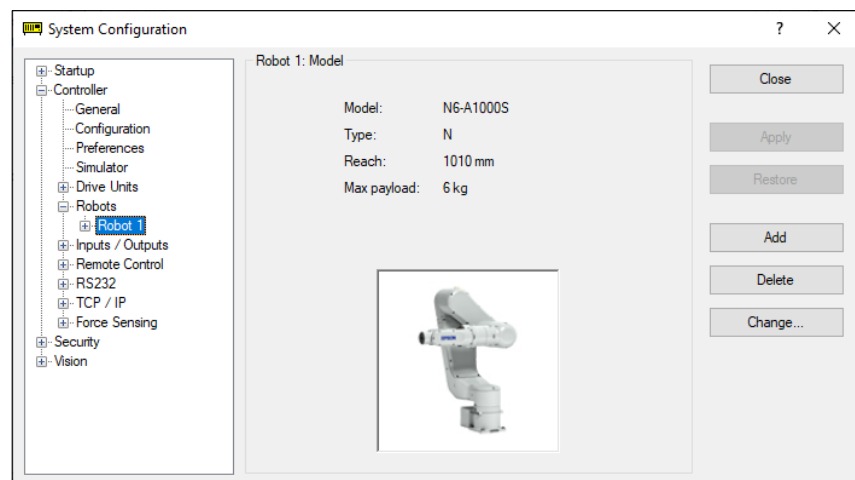 System Configuration
Startup
Controller
General
Configuration
Preferences
Simulator
Drive Units
Robots
Robot 1
Inputs / Outputs
Remote Control
RS232
TCP / IP
Force Sensing
Security
Vision
Robot 1: Model
Model: N6-A1000S
Type: N
Reach: 1010 mm
Max payload: 6 kg
EPSON
Close
Apply
Restore
Add
Delete
Change...